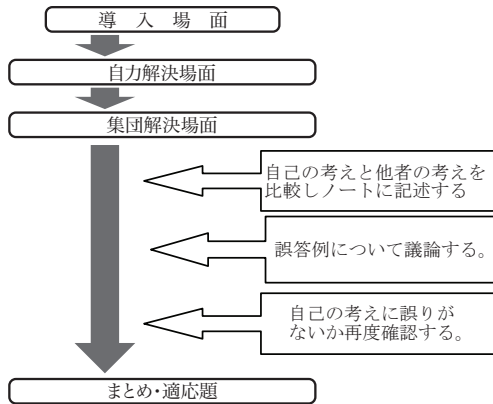 導入場面
自力解決場面
集団解決場面
自己の考えと他者の考えを
比較しノートに記述する
誤答例について議論する。
自己の考えに誤りが
ないか再度確認する。
まとめ・適応題